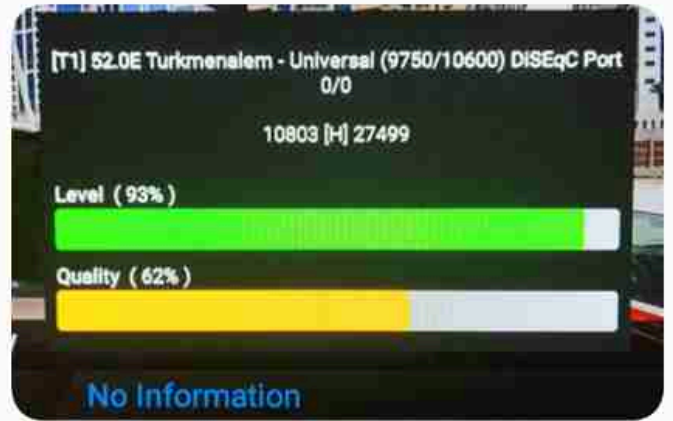 [T1] 52.0E Turkmenalem - Universal (9750/10600) DiSEqC Port
0/0
10803 [H] 27499
Level ( 93% )
Quality ( 62% )
No Information